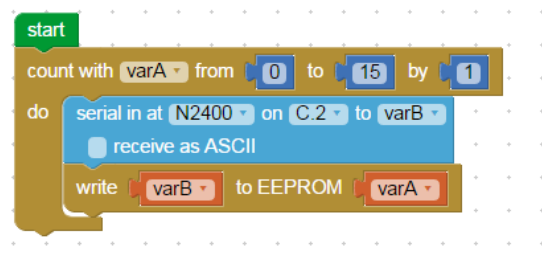 start
count with varA from 0 to 15 by 1
do serial in at N2400 on C.2 to varB
receive as ASCII
write varB to EEPROM varA